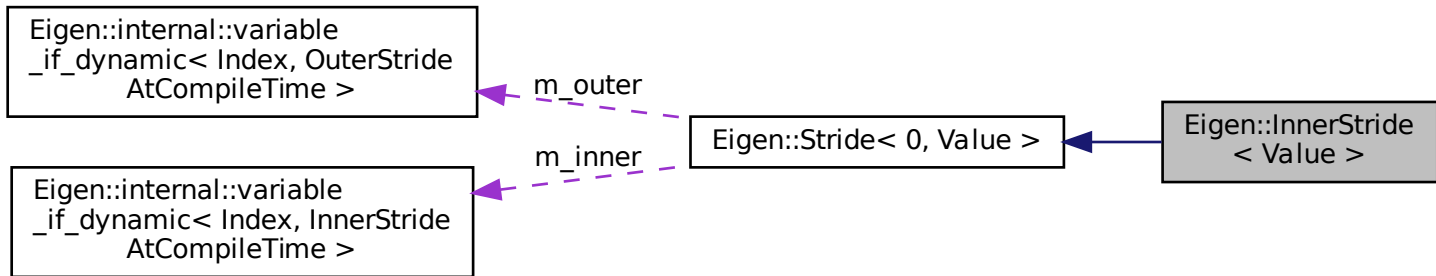 Eigen::internal::variable
_if_dynamic< Index, OuterStride
AtCompileTime >
m_outer
Eigen::internal::variable
_if_dynamic< Index, InnerStride
AtCompileTime >
m_inner
Eigen::Stride< 0, Value >
Eigen::InnerStride
< Value >